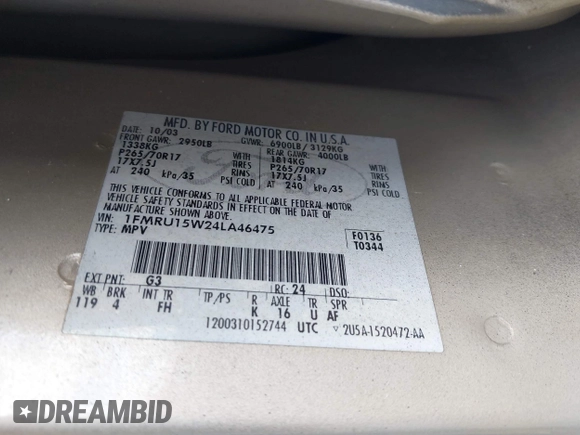 MFD. BY FORD MOTOR CO. IN U.S.A.
DATE: 10/03 GVWR: 6900LB/ 3129KG
FRONT GAWR: 2950LB REAR GAWR: 4000LB
1338KG 1814KG
P265/70R17 WITH TIRES P265/70R17 WITH TIRES
17X7.5J RIMS 17X7.5J RIMS
AT 240 kPa/35 PSI COLD AT 240 kPa/35 PSI COLD
THIS VEHICLE CONFORMS TO ALL APPLICABLE FEDERAL MOTOR
VEHICLE SAFETY STANDARDS IN EFFECT ON THE DATE OF MANUFACTURE
SHOWN ABOVE.
VIN: 1FMRU15W24LA46475 F0136
TYPE: MPV T0344
EXT PNT: G3 RC: 24 DSO:
WB BRK INT TR TP/PS R AXLE TR SPR
119 4 FH K 16 U AF
1200310152744 UTC 2U5A-1520472-AA
DREAMBID